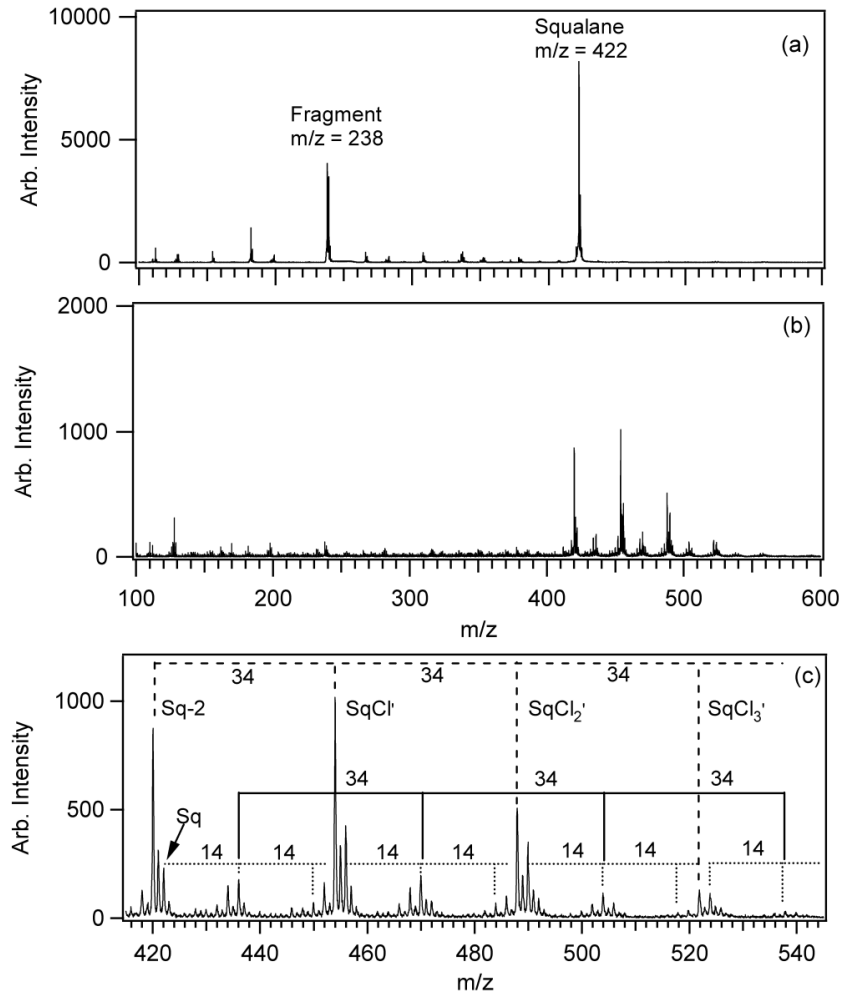 10000
5000
0
Arb. Intensity
Squalane
m/z = 422
(a)
Fragment
m/z = 238
2000
1000
0
Arb. Intensity
(b)
100 200 300 400 500 600
m/z
1000
500
0
Arb. Intensity
(c)
34 34 34
Sq-2 SqCl' SqCl₂' SqCl₃'
34 34 34
Sq
14 14 14 14 14 14 14
420 440 460 480 500 520 540
m/z